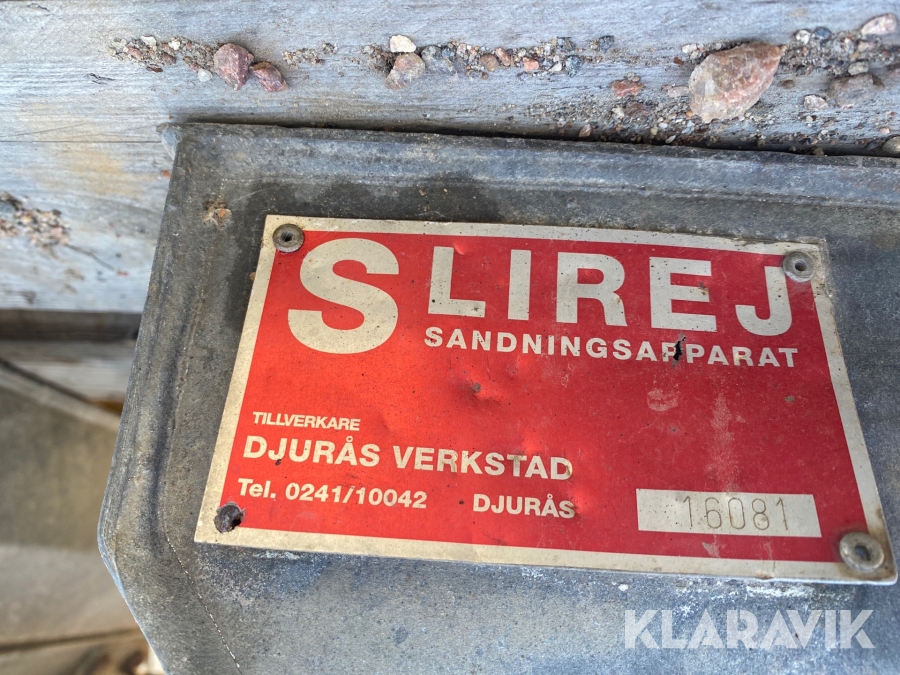 SLIREJ
SANDNINGSAPPARAT
TILLVERKARE
DJURÅS VERKSTAD
Tel. 0241/10042 DJURÅS
16081
KLARAVIK